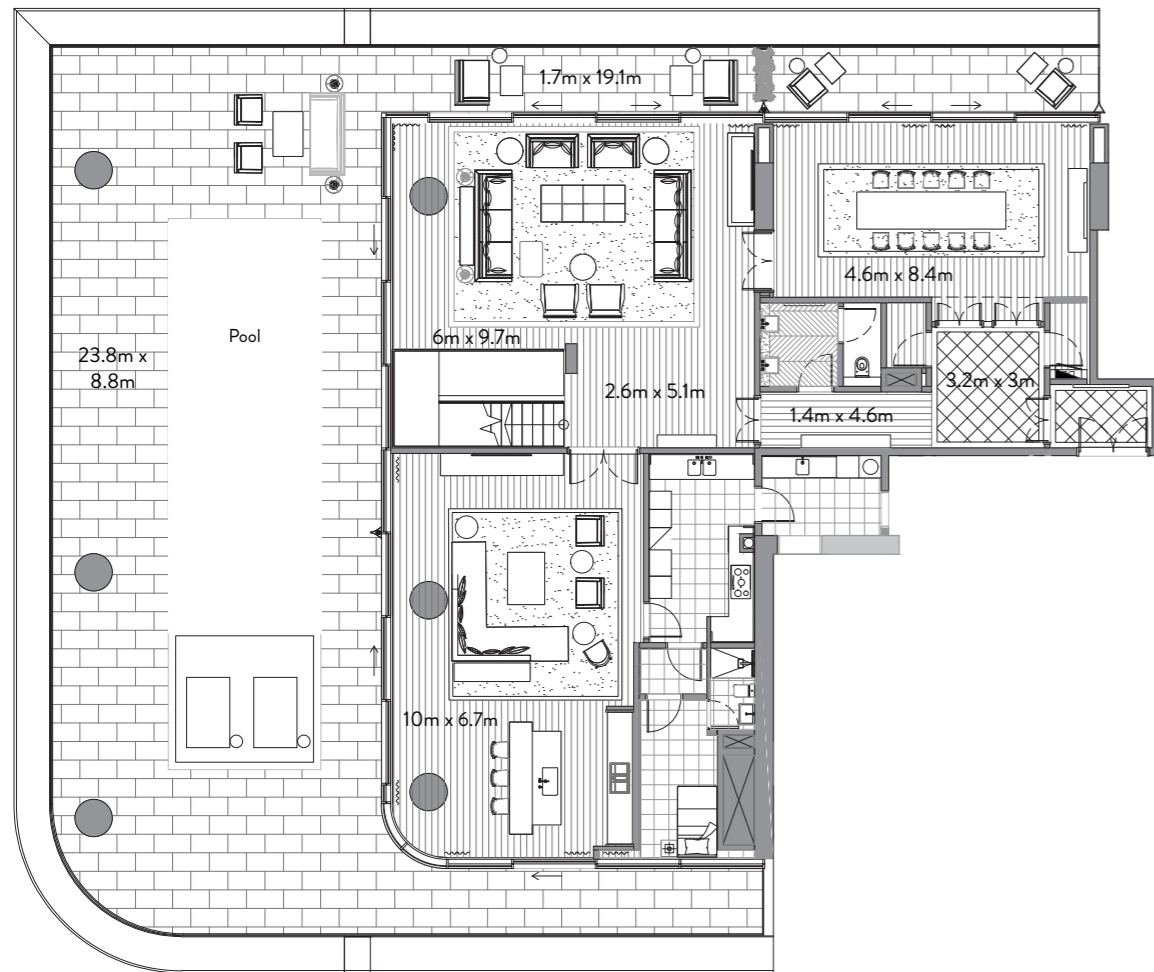 1.7m x 19.1m
4.6m x 8.4m
Pool
6m x 9.7m
23.8m x
8.8m
3.2m x 3m
2.6m x 5.1m
1.4m x 4.6m
10m x 6.7m